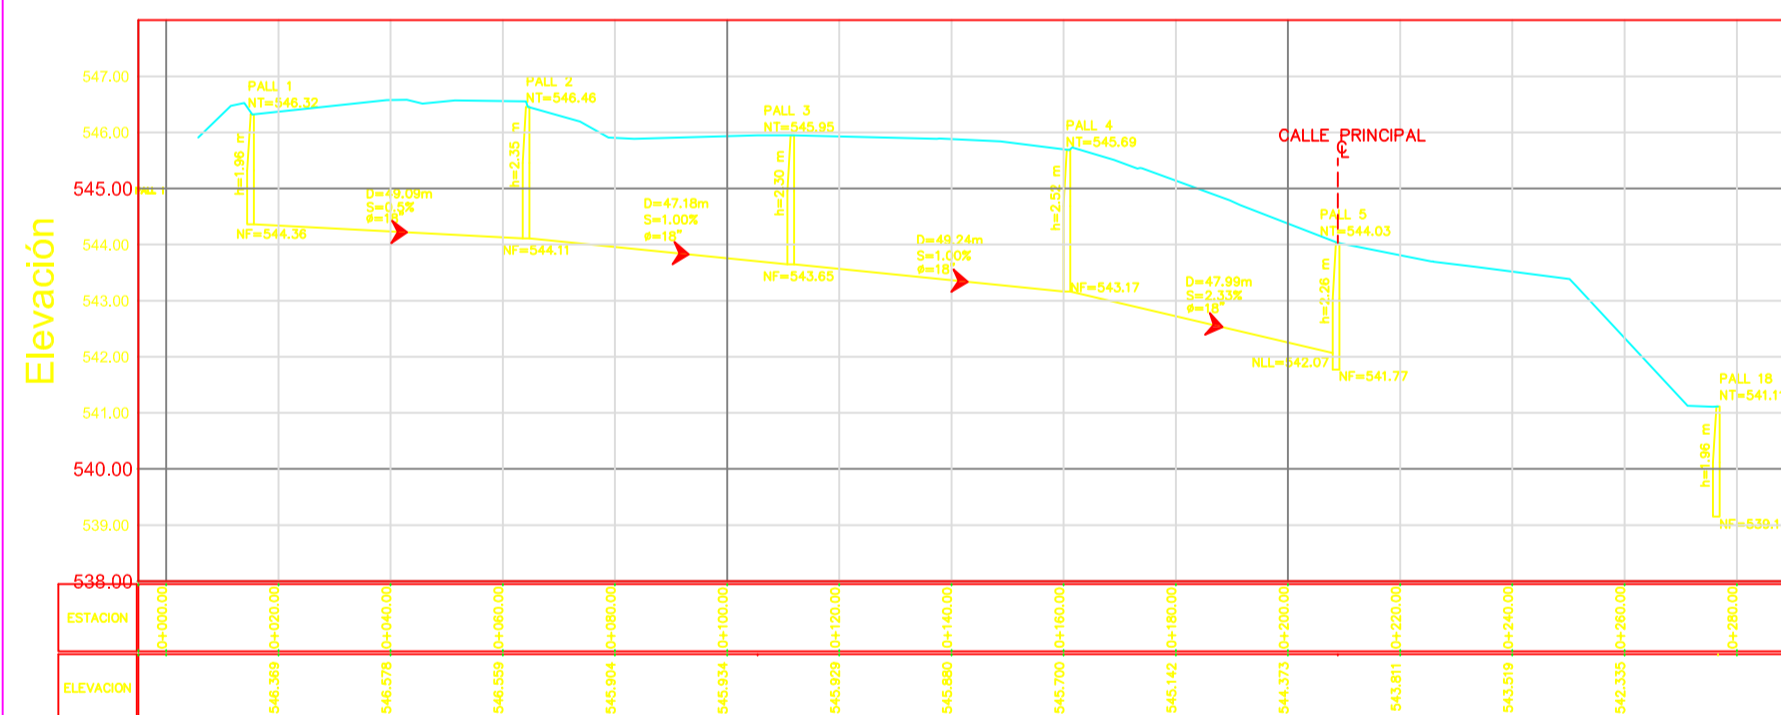 Elevación
547.00
546.00
545.00
544.00
543.00
542.00
541.00
540.00
539.00
538.00
PALL 1
NT=546.32
h=1.96 m
NF=544.36
D=49.09m
S=0.5%
ø=18"
PALL 2
NT=546.46
h=2.35 m
NF=544.11
D=47.18m
S=1.00%
ø=18"
PALL 3
NT=545.95
h=2.30 m
NF=543.65
D=49.24m
S=1.00%
ø=18"
PALL 4
NT=545.69
h=2.52 m
NF=543.17
D=47.99m
S=2.33%
ø=18"
CALLE PRINCIPAL
℄
PALL 5
NT=544.03
h=2.26 m
NLL=542.07
NF=541.77
PALL 18
h=1.96 m
ESTACION
0+000.00
0+020.00
0+040.00
0+060.00
0+080.00
0+100.00
0+120.00
0+140.00
0+160.00
0+180.00
0+200.00
0+220.00
0+240.00
0+260.00
0+280.00
ELEVACION
546.369
546.578
546.559
545.904
545.934
545.929
545.880
545.700
545.142
544.373
543.811
543.519
542.335